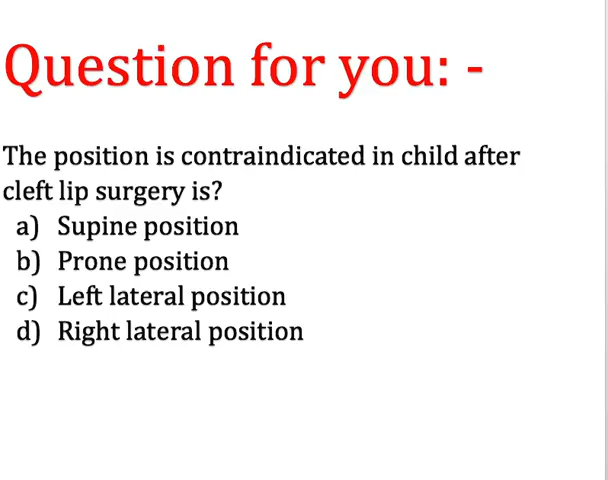 Question for you: -
The position is contraindicated in child after
cleft lip surgery is?
a) Supine position
b) Prone position
c) Left lateral position
d) Right lateral position